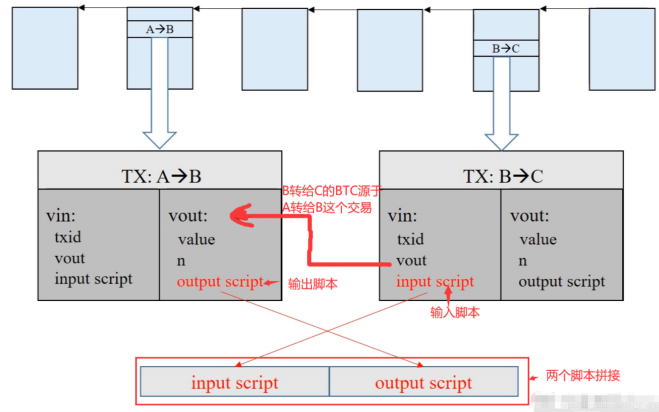 A→B
B→C
TX: A→B
TX: B→C
B转给C的BTC源于
A转给B这个交易
vin:
txid
vout
input script
vout:
value
n
output script
输出脚本
vin:
txid
vout
input script
输入脚本
vout:
value
n
output script
input script
output script
两个脚本拼接